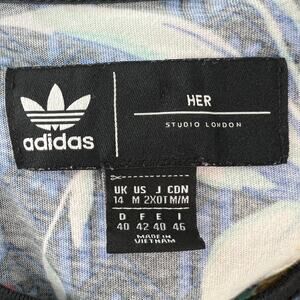 adidas
HER
STUDIO LONDON
UK US J CDN
14 M 2XOT M/M
D F E I
40 42 40 46
MADE IN
VIETNAM